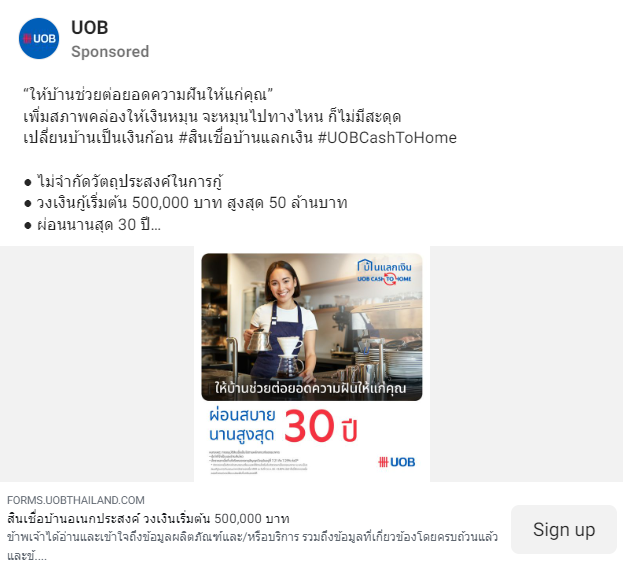 UOB
UOB
Sponsored
“ให้บ้านช่วยต่อยอดความฝันให้แก่คุณ”
เพิ่มสภาพคล่องให้เงินหมุน จะหมุนไปทางไหน ก็ไม่มีสะดุด
เปลี่ยนบ้านเป็นเงินก้อน #สินเชื่อบ้านแลกเงิน #UOBCashToHome
● ไม่จำกัดวัตถุประสงค์ในการกู้
● วงเงินกู้เริ่มต้น 500,000 บาท สูงสุด 50 ล้านบาท
● ผ่อนนานสุด 30 ปี...
บ้านแลกเงิน
UOB CASH TO HOME
ให้บ้านช่วยต่อยอดความฝันให้แก่คุณ
ผ่อนสบาย
นานสูงสุด 30 ปี
UOB
FORMS.UOBTHAILAND.COM
สินเชื่อบ้านอเนกประสงค์ วงเงินเริ่มต้น 500,000 บาท
ข้าพเจ้าได้อ่านและเข้าใจถึงข้อมูลผลิตภัณฑ์และ/หรือบริการ รวมถึงข้อมูลที่เกี่ยวข้องโดยครบถ้วนแล้ว
และข้....
Sign up